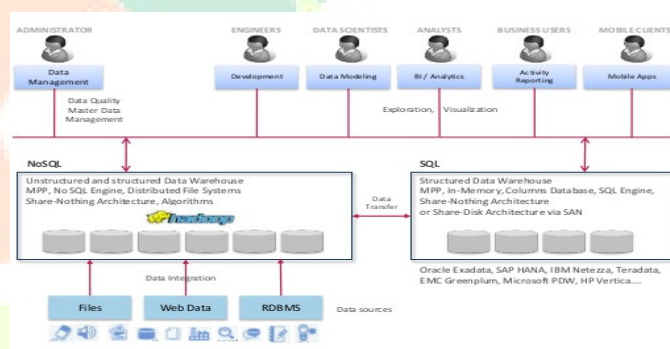 ADMINISTRATOR
ENGINEERS
DATA SCIENTISTS
ANALYSTS
BUSINESS USERS
MOBILE CLIENTS
Data
Management
Development
Data Modeling
BI / Analytics
Activity
Reporting
Mobile Apps
Data Quality
Master Data
Management
Exploration, Visualization
NoSQL
Unstructured and structured Data Warehouse
MPP, No SQL Engine, Distributed File Systems
Share-Nothing Architecture, Algorithms
hadoop
Data
Transfer
SQL
Structured Data Warehouse
MPP, In-Memory, Columns Database, SQL Engine,
Share-Nothing Architecture
or Share-Disk Architecture via SAN
Oracle Exadata, SAP HANA, IBM Netezza, Teradata,
EMC Greenplum, Microsoft PDW, HP Vertica....
Data Integration
Files
Web Data
RDBMS
Data sources